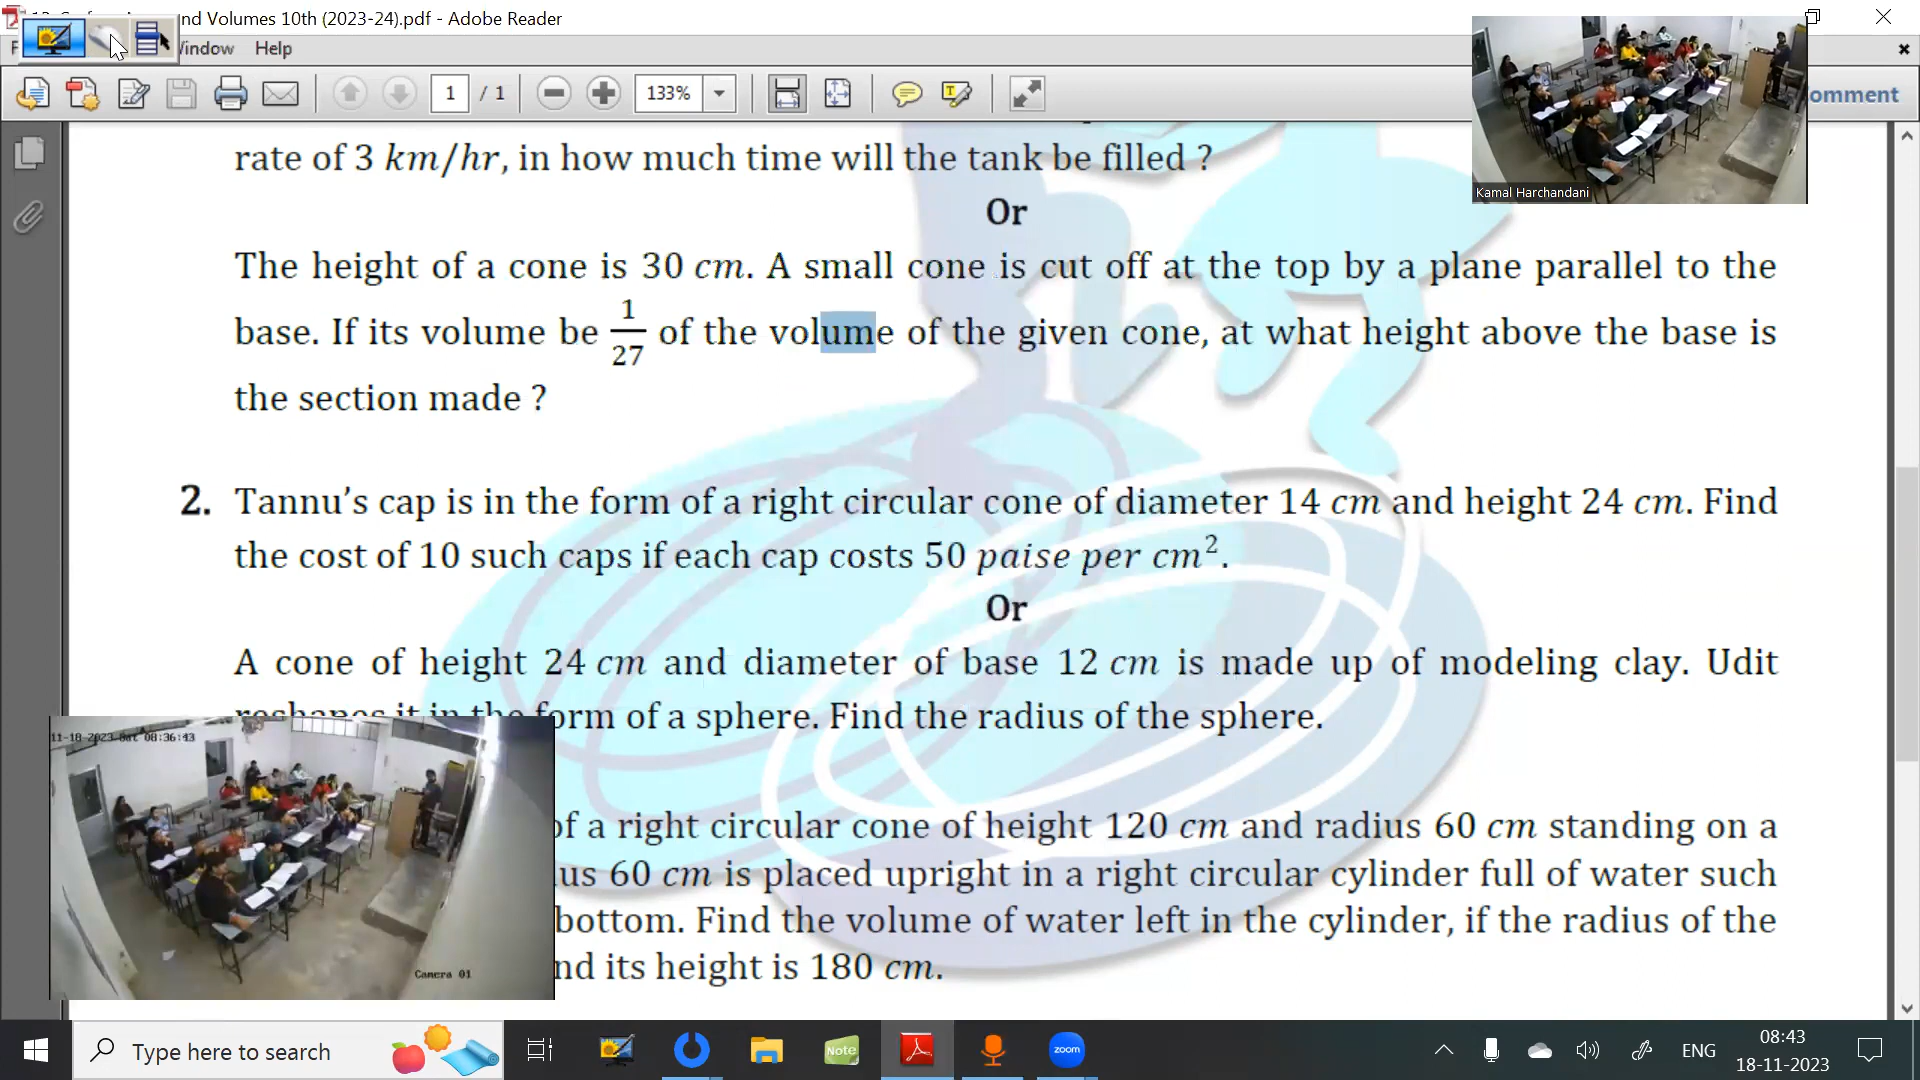 nd Volumes 10th (2023-24).pdf - Adobe Reader
Window Help
1 / 1 133%
omment
Kamal Harchandani
rate of 3 km/hr, in how much time will the tank be filled ?
Or
The height of a cone is 30 cm. A small cone is cut off at the top by a plane parallel to the
base. If its volume be 1/27 of the volume of the given cone, at what height above the base is
the section made ?
2. Tannu’s cap is in the form of a right circular cone of diameter 14 cm and height 24 cm. Find
the cost of 10 such caps if each cap costs 50 paise per cm².
Or
A cone of height 24 cm and diameter of base 12 cm is made up of modeling clay. Udit
reshapes it in the form of a sphere. Find the radius of the sphere.
11-18-2023 Sat 08:36:43
of a right circular cone of height 120 cm and radius 60 cm standing on a
us 60 cm is placed upright in a right circular cylinder full of water such
bottom. Find the volume of water left in the cylinder, if the radius of the
nd its height is 180 cm.
Camera 01
Type here to search
Note
zoom
ENG
08:43
18-11-2023